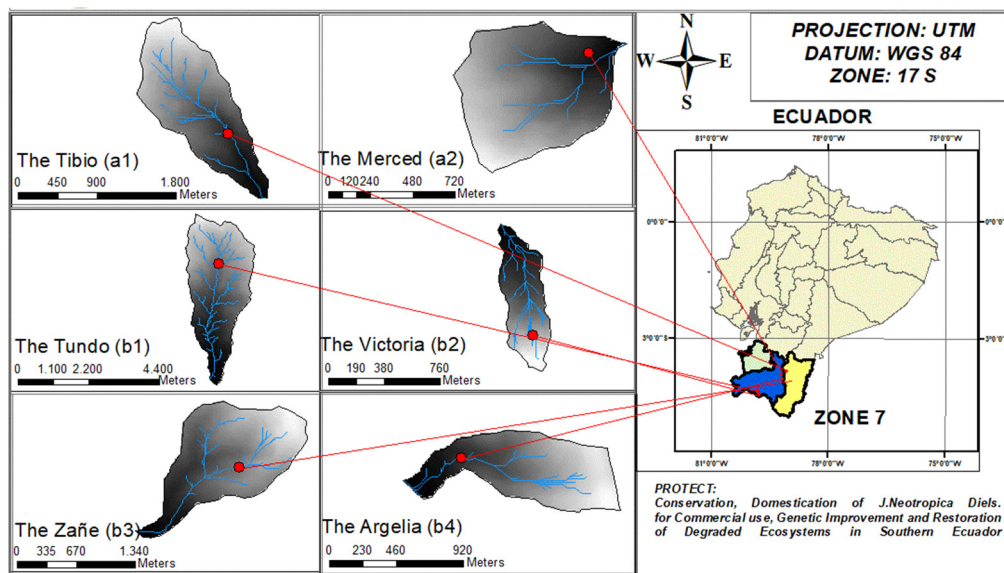 The Tibio (a1)
0 450 900 1.800
Meters
The Merced (a2)
0 120 240 480 720
Meters
The Tundo (b1)
0 1.100 2.200 4.400
Meters
The Victoria (b2)
0 190 380 760
Meters
The Zañe (b3)
0 335 670 1.340
Meters
The Argelia (b4)
0 230 460 920
Meters
N
W E
S
PROJECTION: UTM
DATUM: WGS 84
ZONE: 17 S
ECUADOR
81°0'0"W 78°0'0"W 75°0'0"W
0°0'0" 0°0'0"
3°0'0"S 3°0'0"S
ZONE 7
81°0'0"W 78°0'0"W 75°0'0"W
PROTECT:
Conservation, Domestication of J.Neotropica Diels.
for Commercial use, Genetic Improvement and Restoration
of Degraded Ecosystems in Southern Ecuador